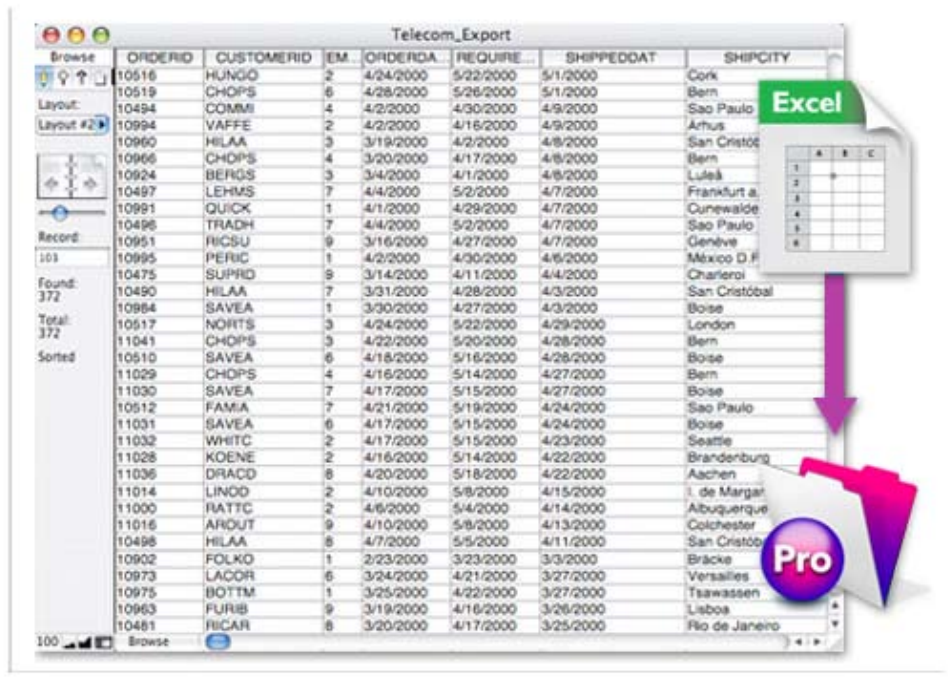 Telecom_Export
Browse ORDERID CUSTOMERID EM... ORDERDA... REQUIRE... SHIPPEDDAT SHIPCITY
10516 HUNGO 2 4/24/2000 5/22/2000 5/1/2000 Cork
10519 CHOPS 6 4/28/2000 5/26/2000 5/1/2000 Bern
Layout: 10494 COMMI 4 4/2/2000 4/30/2000 4/9/2000 Sao Paulo
Layout #2 10994 VAFFE 2 4/2/2000 4/16/2000 4/9/2000 Århus
10960 HILAA 3 3/19/2000 4/2/2000 4/8/2000 San Cristób
10966 CHOPS 4 3/20/2000 4/17/2000 4/8/2000 Bern
10924 BERGS 3 3/4/2000 4/1/2000 4/8/2000 Luleå
10497 LEHMS 7 4/4/2000 5/2/2000 4/7/2000 Frankfurt a.
10991 QUICK 1 4/1/2000 4/29/2000 4/7/2000 Cunewalde
10496 TRADH 7 4/4/2000 5/2/2000 4/7/2000 Sao Paulo
Record: 10951 RICSU 9 3/16/2000 4/27/2000 4/7/2000 Genève
103 10995 PERIC 1 4/2/2000 4/30/2000 4/6/2000 México D.F
10475 SUPRD 9 3/14/2000 4/11/2000 4/4/2000 Charleroi
Found: 372 10490 HILAA 7 3/31/2000 4/28/2000 4/3/2000 San Cristóbal
10984 SAVEA 1 3/30/2000 4/27/2000 4/3/2000 Boise
Total: 372 10517 NORTS 3 4/24/2000 5/22/2000 4/29/2000 London
11041 CHOPS 3 4/22/2000 5/20/2000 4/28/2000 Bern
Sorted 10510 SAVEA 6 4/18/2000 5/16/2000 4/28/2000 Boise
11029 CHOPS 4 4/16/2000 5/14/2000 4/27/2000 Bern
11030 SAVEA 7 4/17/2000 5/15/2000 4/27/2000 Boise
10512 FAMIA 7 4/21/2000 5/19/2000 4/24/2000 Sao Paulo
11031 SAVEA 6 4/17/2000 5/15/2000 4/24/2000 Boise
11032 WHITC 2 4/17/2000 5/15/2000 4/23/2000 Seattle
11028 KOENE 2 4/16/2000 5/14/2000 4/22/2000 Brandenburg
11036 DRACD 8 4/20/2000 5/18/2000 4/22/2000 Aachen
11014 LINOD 2 4/10/2000 5/8/2000 4/15/2000 I. de Margar
11000 RATTC 2 4/6/2000 5/4/2000 4/14/2000 Albuquerque
11016 AROUT 9 4/10/2000 5/8/2000 4/13/2000 Colchester
10498 HILAA 8 4/7/2000 5/5/2000 4/11/2000 San Cristób
10902 FOLKO 1 2/23/2000 3/23/2000 3/3/2000 Bräcke
10973 LACOR 6 3/24/2000 4/21/2000 3/27/2000 Versailles
10975 BOTTM 1 3/25/2000 4/22/2000 3/27/2000 Tsawassen
10963 FURIB 9 3/19/2000 4/16/2000 3/26/2000 Lisboa
10481 RICAR 8 3/20/2000 4/17/2000 3/25/2000 Rio de Janeiro
100 Browse
Excel
A B C
1
2
3
4
5
6
Pro